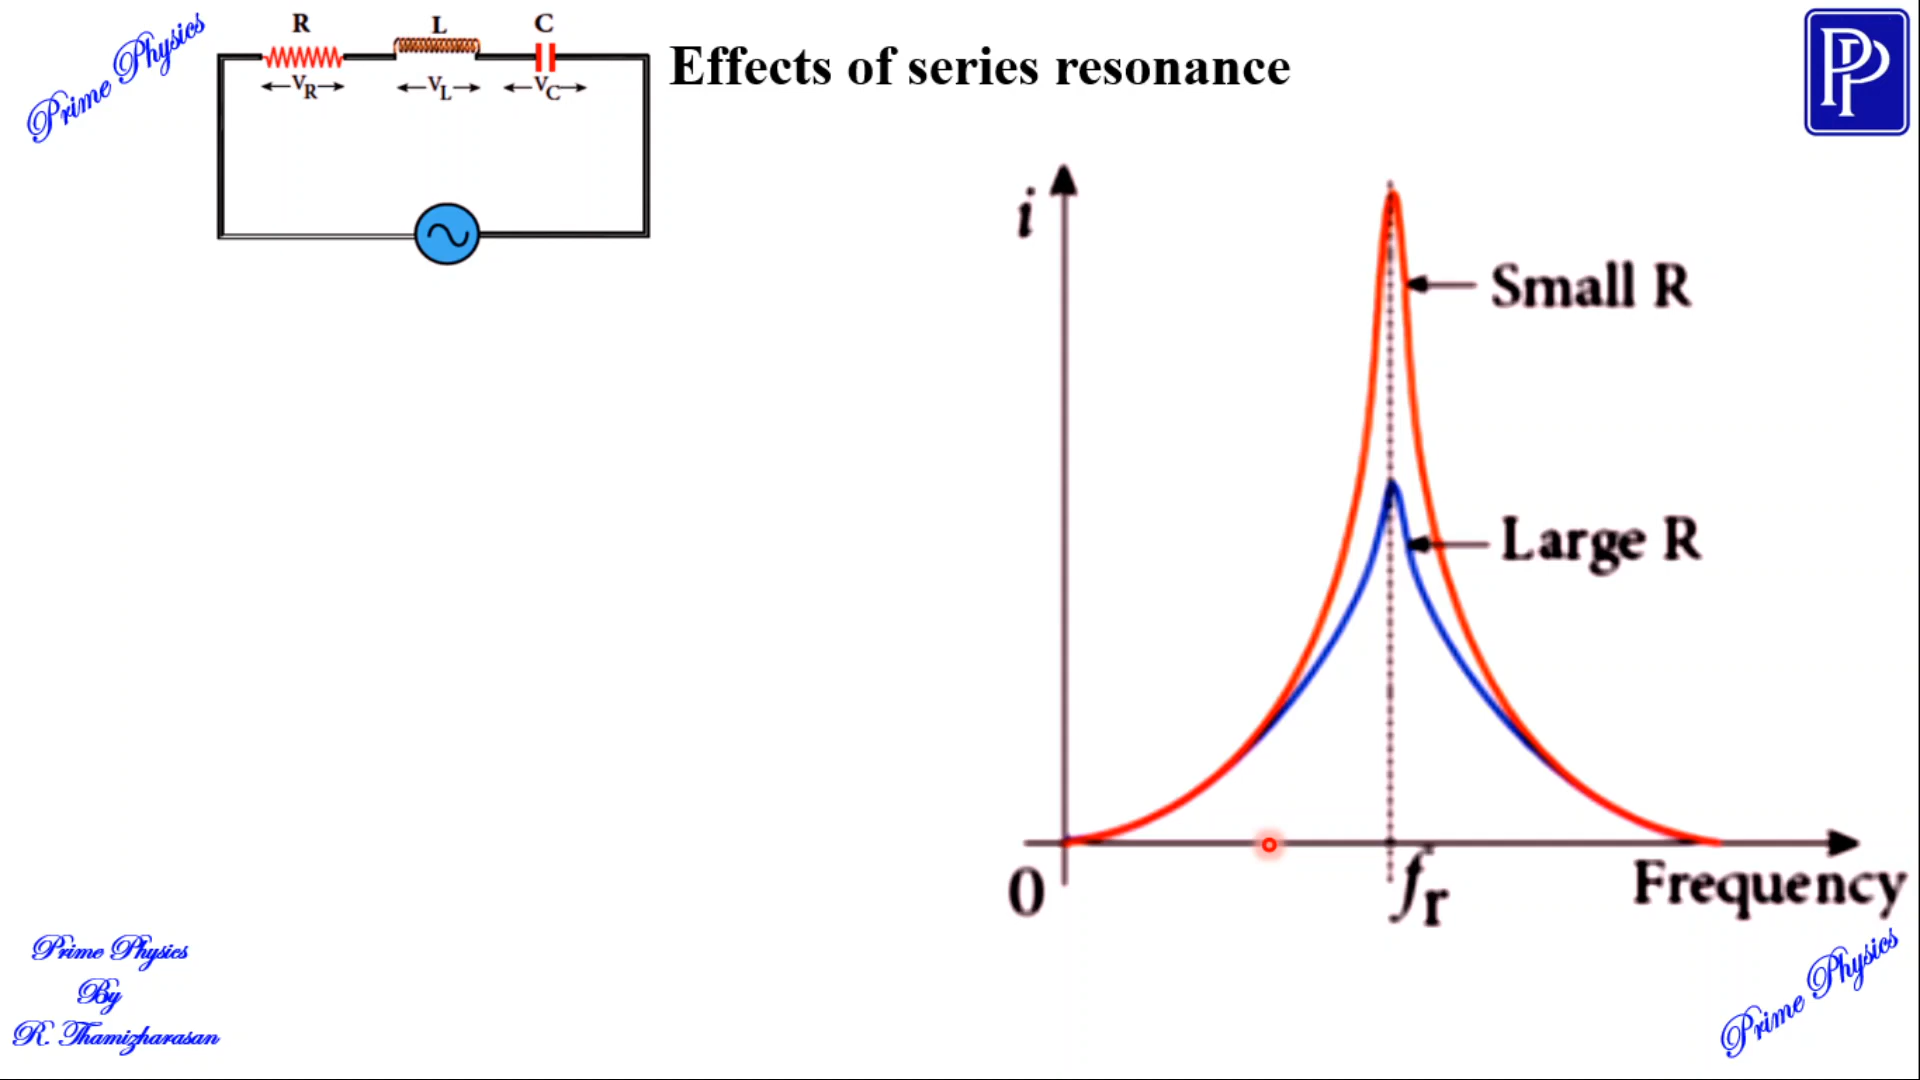 Prime Physics
R
L
C
VR
VL
VC
Effects of series resonance
PP
i
Small R
Large R
0
fr
Frequency
Prime Physics
By
R. Thamizharasan
Prime Physics